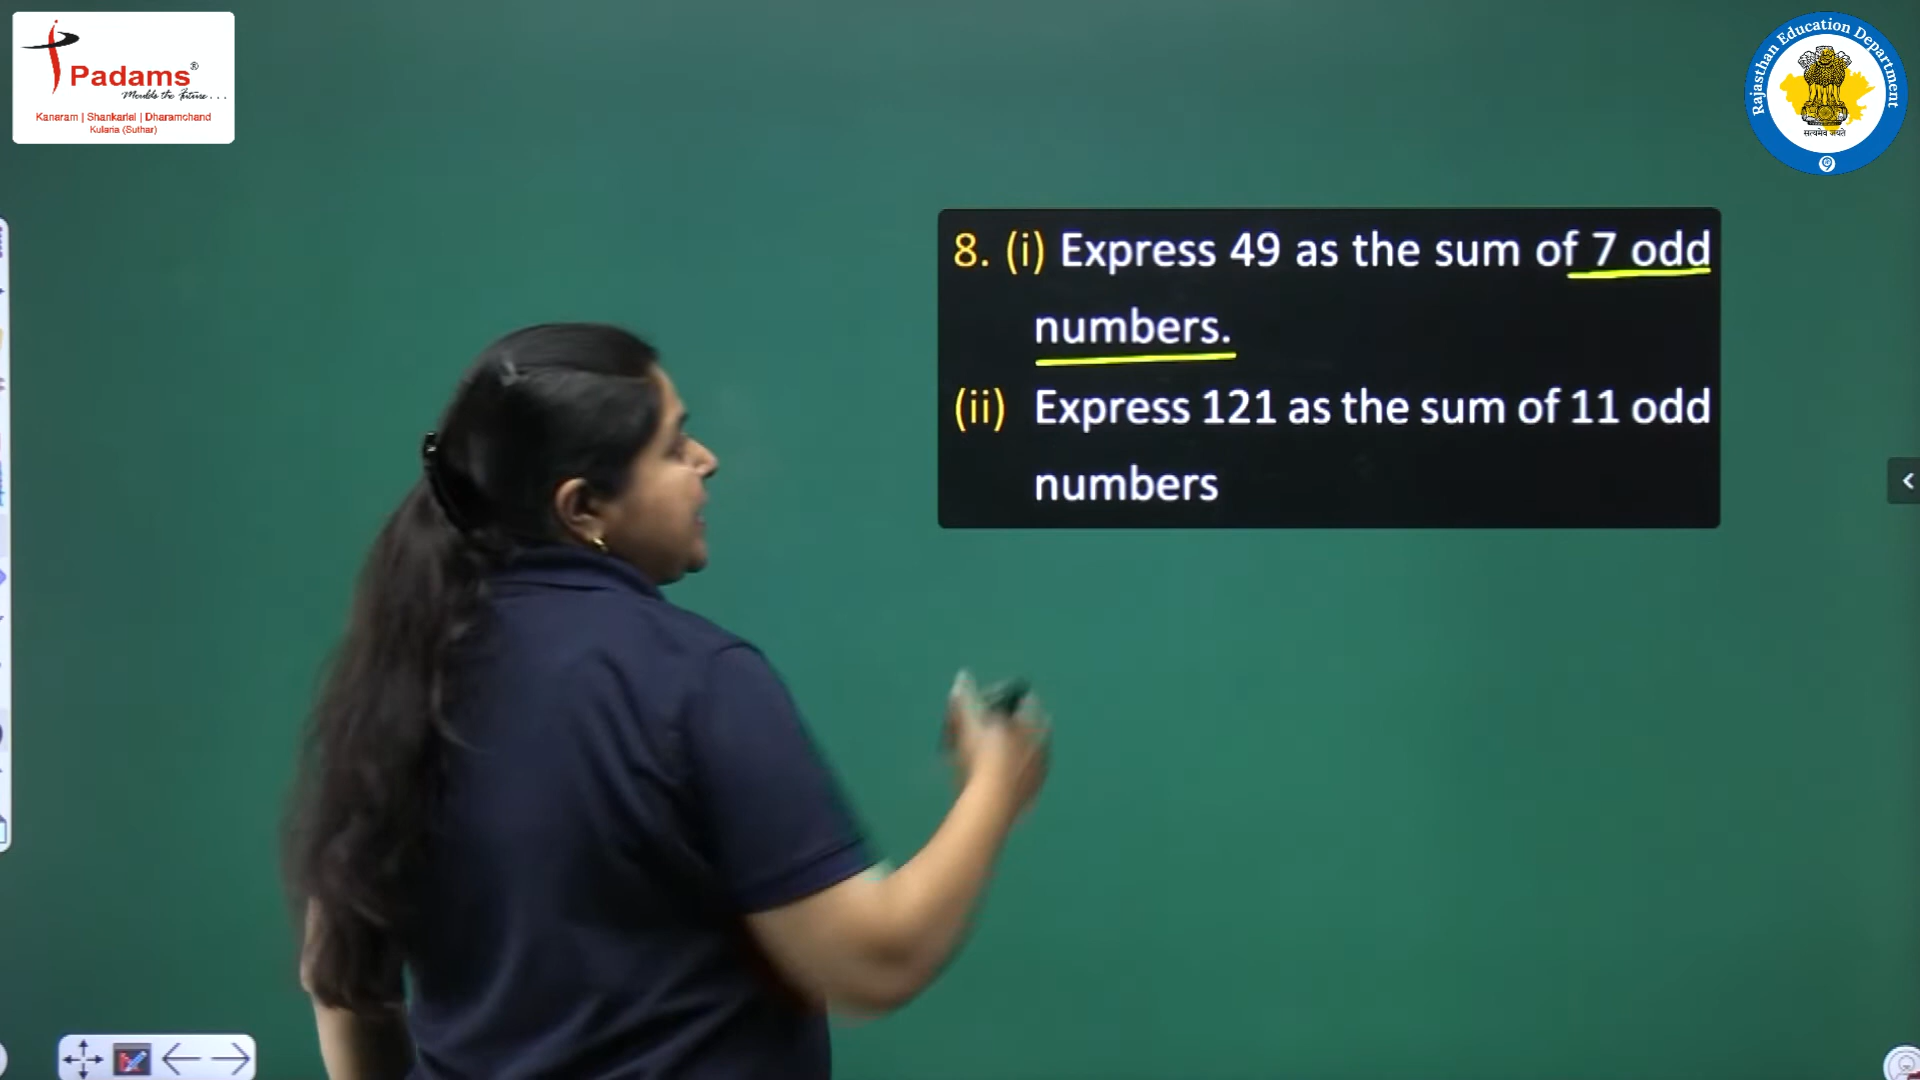 Padams®
Moulds the Future...
Kanaram | Shankarlal | Dharamchand
Kularia (Suthar)
Rajasthan Education Department
सत्यमेव जयते
8. (i) Express 49 as the sum of 7 odd
numbers.
(ii) Express 121 as the sum of 11 odd
numbers